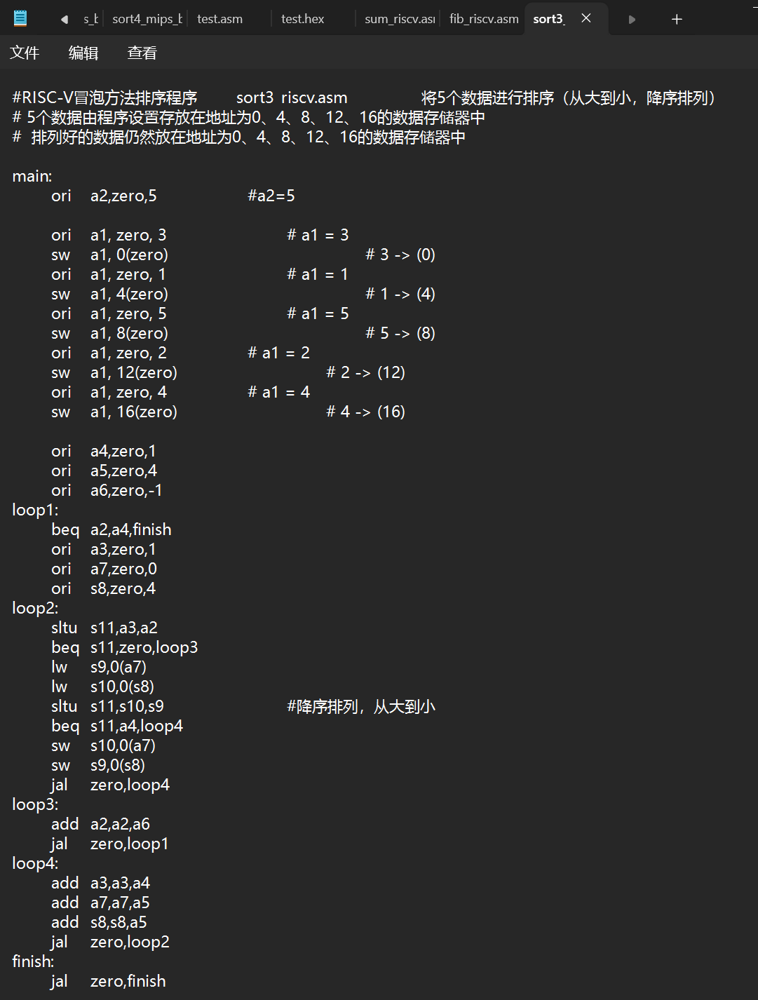 s_b sort4_mips_b test.asm test.hex sum_riscv.asi fib_riscv.asm sort3_
文件 编辑 查看
#RISC-V冒泡方法排序程序 sort3 riscv.asm 将5个数据进行排序（从大到小，降序排列）
# 5个数据由程序设置存放在地址为0、4、8、12、16的数据存储器中
# 排列好的数据仍然放在地址为0、4、8、12、16的数据存储器中
main:
ori a2,zero,5 #a2=5
ori a1, zero, 3 # a1 = 3
sw a1, 0(zero) # 3 -> (0)
ori a1, zero, 1 # a1 = 1
sw a1, 4(zero) # 1 -> (4)
ori a1, zero, 5 # a1 = 5
sw a1, 8(zero) # 5 -> (8)
ori a1, zero, 2 # a1 = 2
sw a1, 12(zero) # 2 -> (12)
ori a1, zero, 4 # a1 = 4
sw a1, 16(zero) # 4 -> (16)
ori a4,zero,1
ori a5,zero,4
ori a6,zero,-1
loop1:
beq a2,a4,finish
ori a3,zero,1
ori a7,zero,0
ori s8,zero,4
loop2:
sltu s11,a3,a2
beq s11,zero,loop3
lw s9,0(a7)
lw s10,0(s8)
sltu s11,s10,s9 #降序排列，从大到小
beq s11,a4,loop4
sw s10,0(a7)
sw s9,0(s8)
jal zero,loop4
loop3:
add a2,a2,a6
jal zero,loop1
loop4:
add a3,a3,a4
add a7,a7,a5
add s8,s8,a5
jal zero,loop2
finish:
jal zero,finish